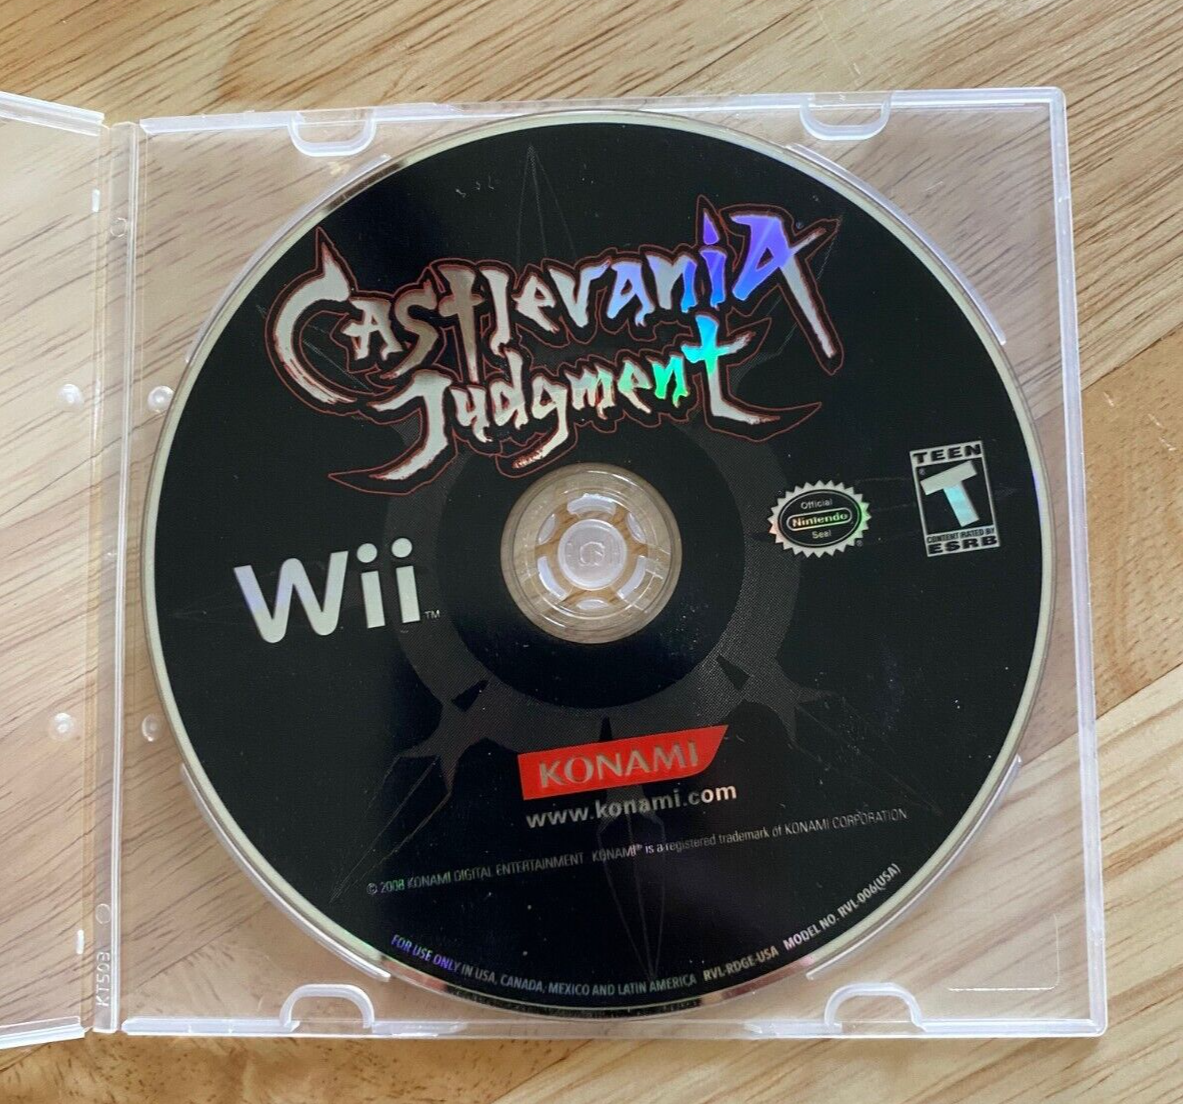 Castlevania®
Judgment
TEEN
T
CONTENT RATED BY
ESRB
Official
Nintendo
Seal
Wii™
KONAMI
www.konami.com
© 2008 KONAMI DIGITAL ENTERTAINMENT KONAMI® is a registered trademark of KONAMI CORPORATION
FOR USE ONLY IN USA, CANADA, MEXICO AND LATIN AMERICA RVL-RDGE-USA MODEL NO. RVL-006(USA)
KT503